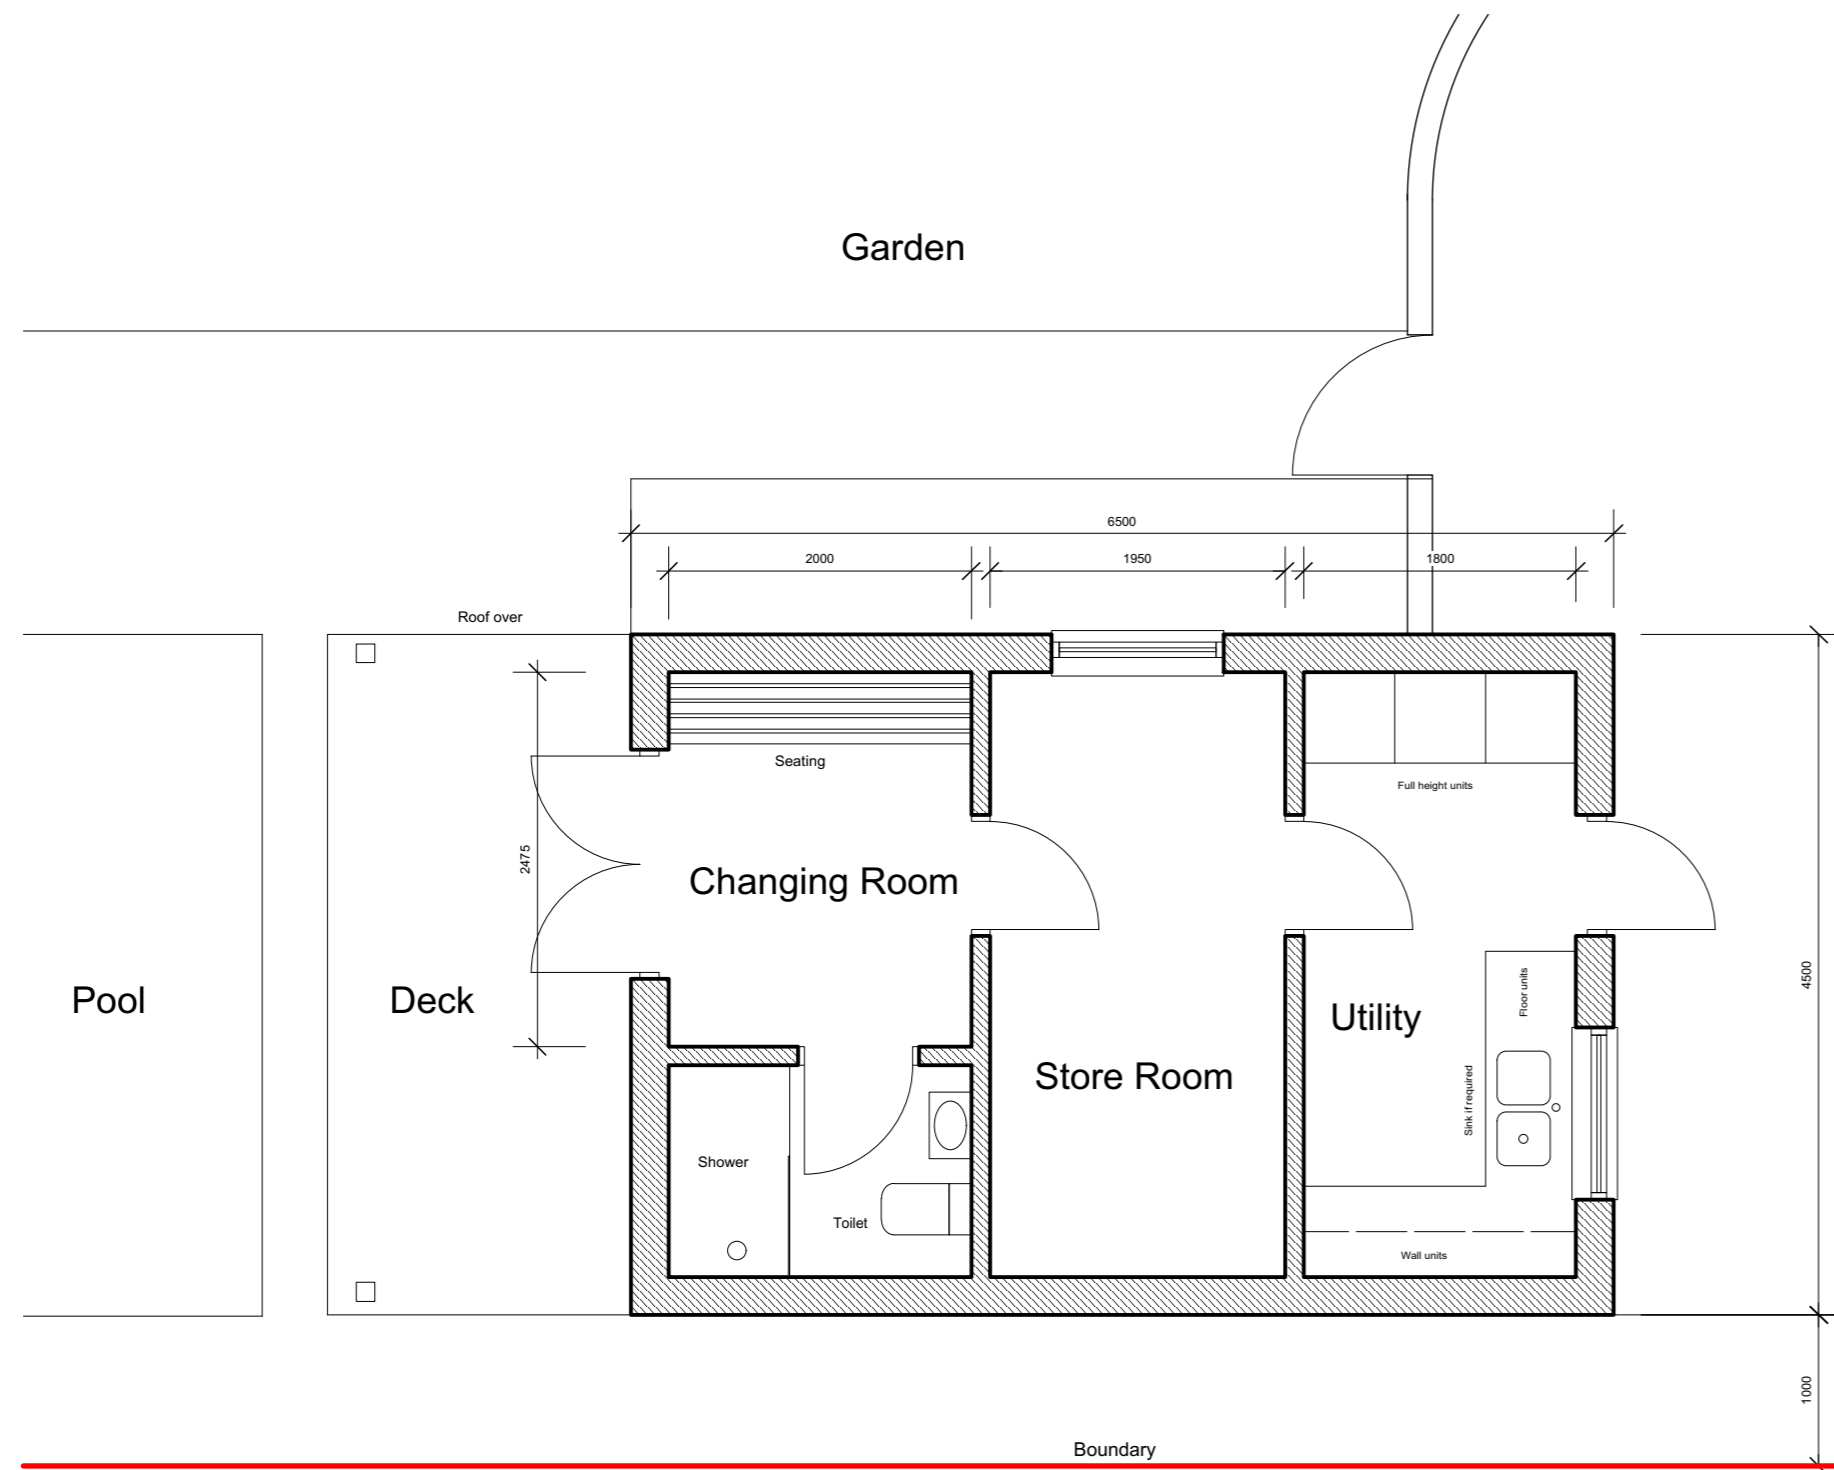 Garden
6500
2000
1950
1800
Roof over
Seating
Full height units
2475
Changing Room
Pool
Deck
Utility
Floor units
4500
Store Room
Sink if required
Shower
Toilet
Wall units
1000
Boundary